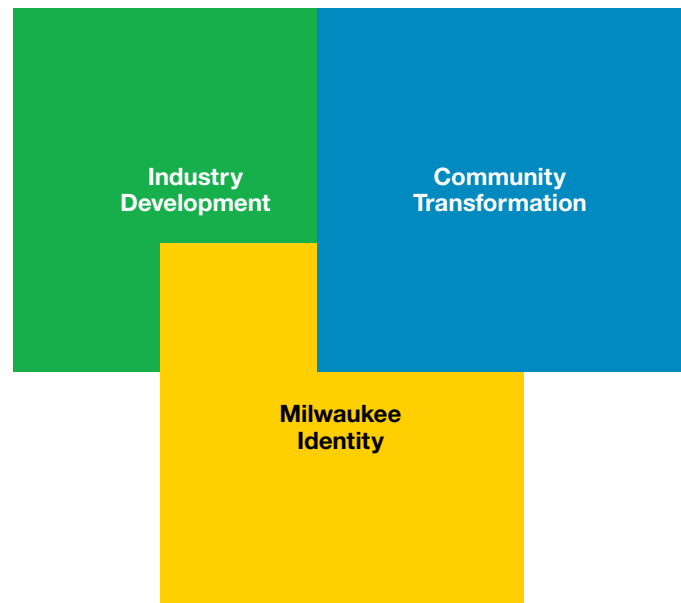 Industry
Development
Community
Transformation
Milwaukee
Identity